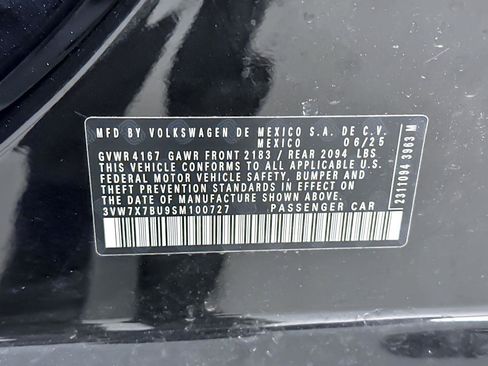 MFD BY VOLKSWAGEN DE MEXICO S.A. DE C.V.
MEXICO 06/25
GVWR 4167 GAWR FRONT 2183 / REAR 2094 LBS
THIS VEHICLE CONFORMS TO ALL APPLICABLE U.S.
FEDERAL MOTOR VEHICLE SAFETY, BUMPER AND
THEFT PREVENTION STANDARDS IN EFFECT ON THE
DATE OF MANUFACTURE SHOWN ABOVE.
3VW7X7BU9SM100727 PASSENGER CAR
2311094 3963 M